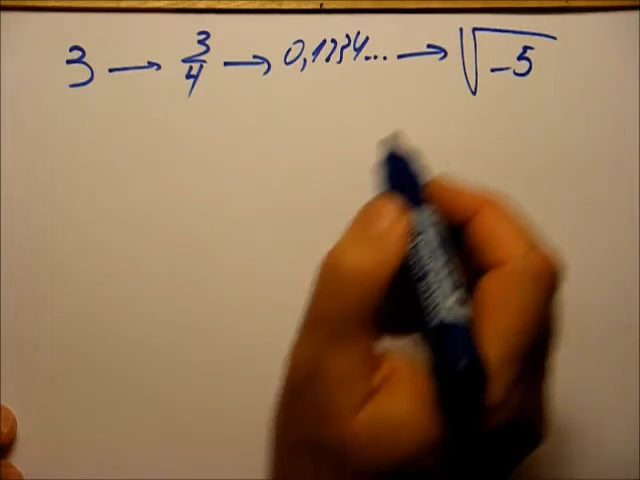 3 → 3/4 → 0,1234... → √-5